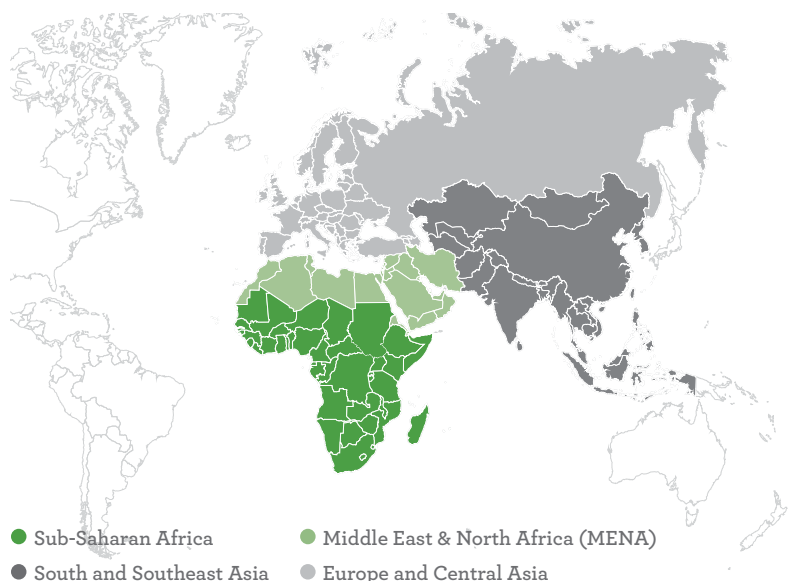 Sub-Saharan Africa
Middle East & North Africa (MENA)
South and Southeast Asia
Europe and Central Asia